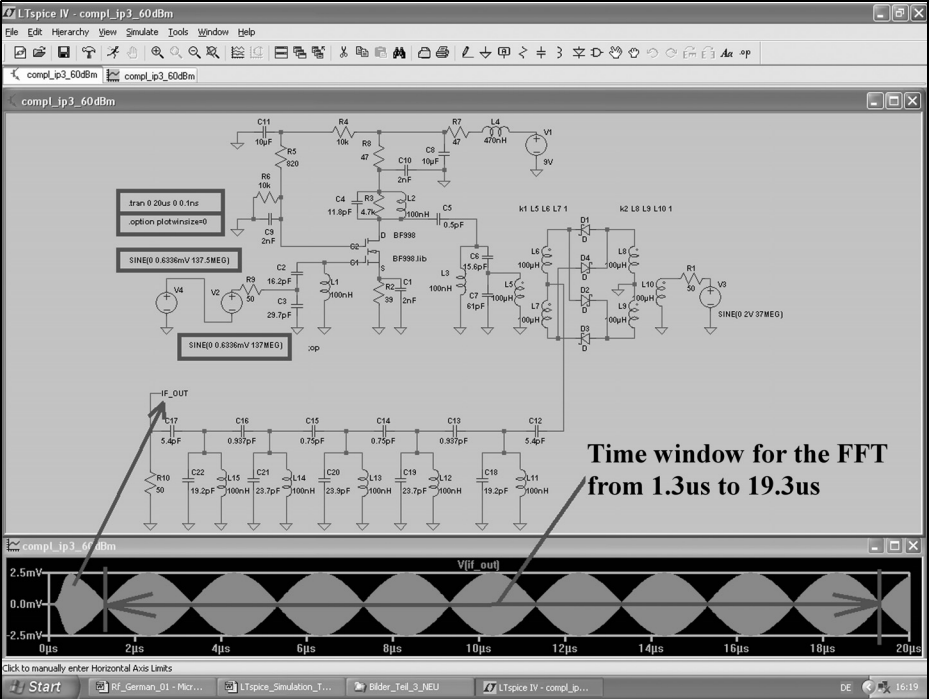 LTspice IV - compl_ip3_60dBm
File Edit Hierarchy View Simulate Tools Window Help
compl_ip3_60dBm compl_ip3_60dBm
compl_ip3_60dBm
C11
10µF
R4
10k
R7
47
L4
470nH
V1
9V
R8
47
C8
10µF
R5
820
C10
2nF
R6
10k
.tran 0 20us 0 0.1ns
.option plotwinsize=0
C4
11.8pF
R3
4.7k
L2
100nH
C5
0.5pF
k1 L5 L6 L7 1
k2 L8 L9 L10 1
C9
2nF
D
G2
G1
S
BF998
BF998.lib
D1
D
D4
D
D2
D
D3
D
SINE(0 0.6336mV 137.5MEG)
V4
V2
R9
50
C2
16.2pF
C3
29.7pF
L1
100nH
R2
39
C1
2nF
L3
100nH
C6
15.6pF
C7
61pF
L5
100µH
L6
100µH
L7
100µH
L8
100µH
L9
100µH
L10
100µH
R1
50
V3
SINE(0 2V 37MEG)
SINE(0 0.6336mV 137MEG)
;op
IF_OUT
C17
5.4pF
C16
0.937pF
C15
0.75pF
C14
0.75pF
C13
0.937pF
C12
5.4pF
R10
50
C22
19.2pF
L15
100nH
C21
23.7pF
L14
100nH
C20
23.9pF
L13
100nH
C19
23.7pF
L12
100nH
C18
19.2pF
L11
100nH
Time window for the FFT
from 1.3us to 19.3us
compl_ip3_60dBm
V(if_out)
2.5mV
0.0mV
-2.5mV
0µs 2µs 4µs 6µs 8µs 10µs 12µs 14µs 16µs 18µs 20µs
Click to manually enter Horizontal Axis Limits
Start Rf_German_01 - Micr... LTspice_Simulation_T... Bilder_Teil_3_NEU LTspice IV - compl_ip... DE 16:19